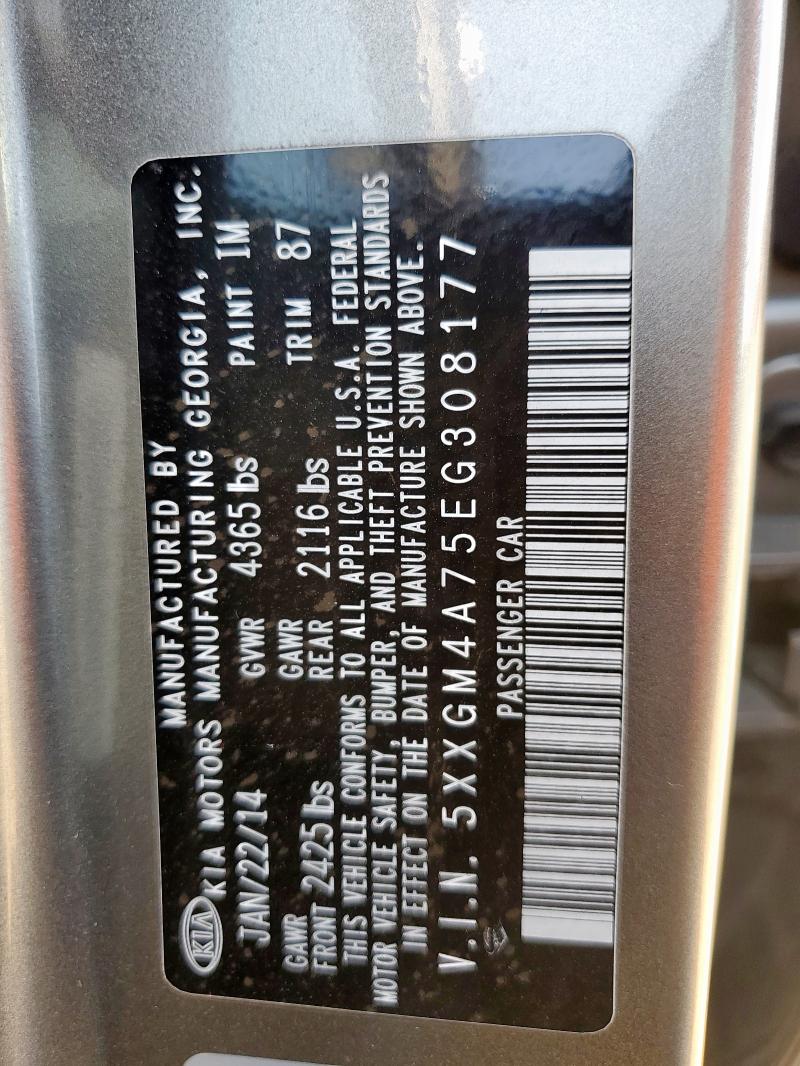 MANUFACTURED BY
KIA KIA MOTORS MANUFACTURING GEORGIA, INC.
JAN/22/14 GVWR 4365 lbs PAINT IM
GAWR FRONT 2425 lbs GAWR REAR 2116 lbs TRIM 87
THIS VEHICLE CONFORMS TO ALL APPLICABLE U.S.A. FEDERAL
MOTOR VEHICLE SAFETY, BUMPER, AND THEFT PREVENTION STANDARDS
IN EFFECT ON THE DATE OF MANUFACTURE SHOWN ABOVE.
V.I.N. 5XXGM4A75EG308177
PASSENGER CAR